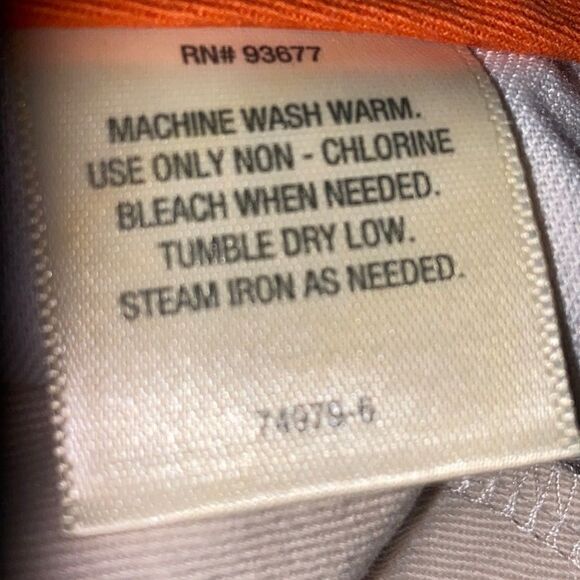 RN# 93677
MACHINE WASH WARM.
USE ONLY NON - CHLORINE
BLEACH WHEN NEEDED.
TUMBLE DRY LOW.
STEAM IRON AS NEEDED.
74979-6